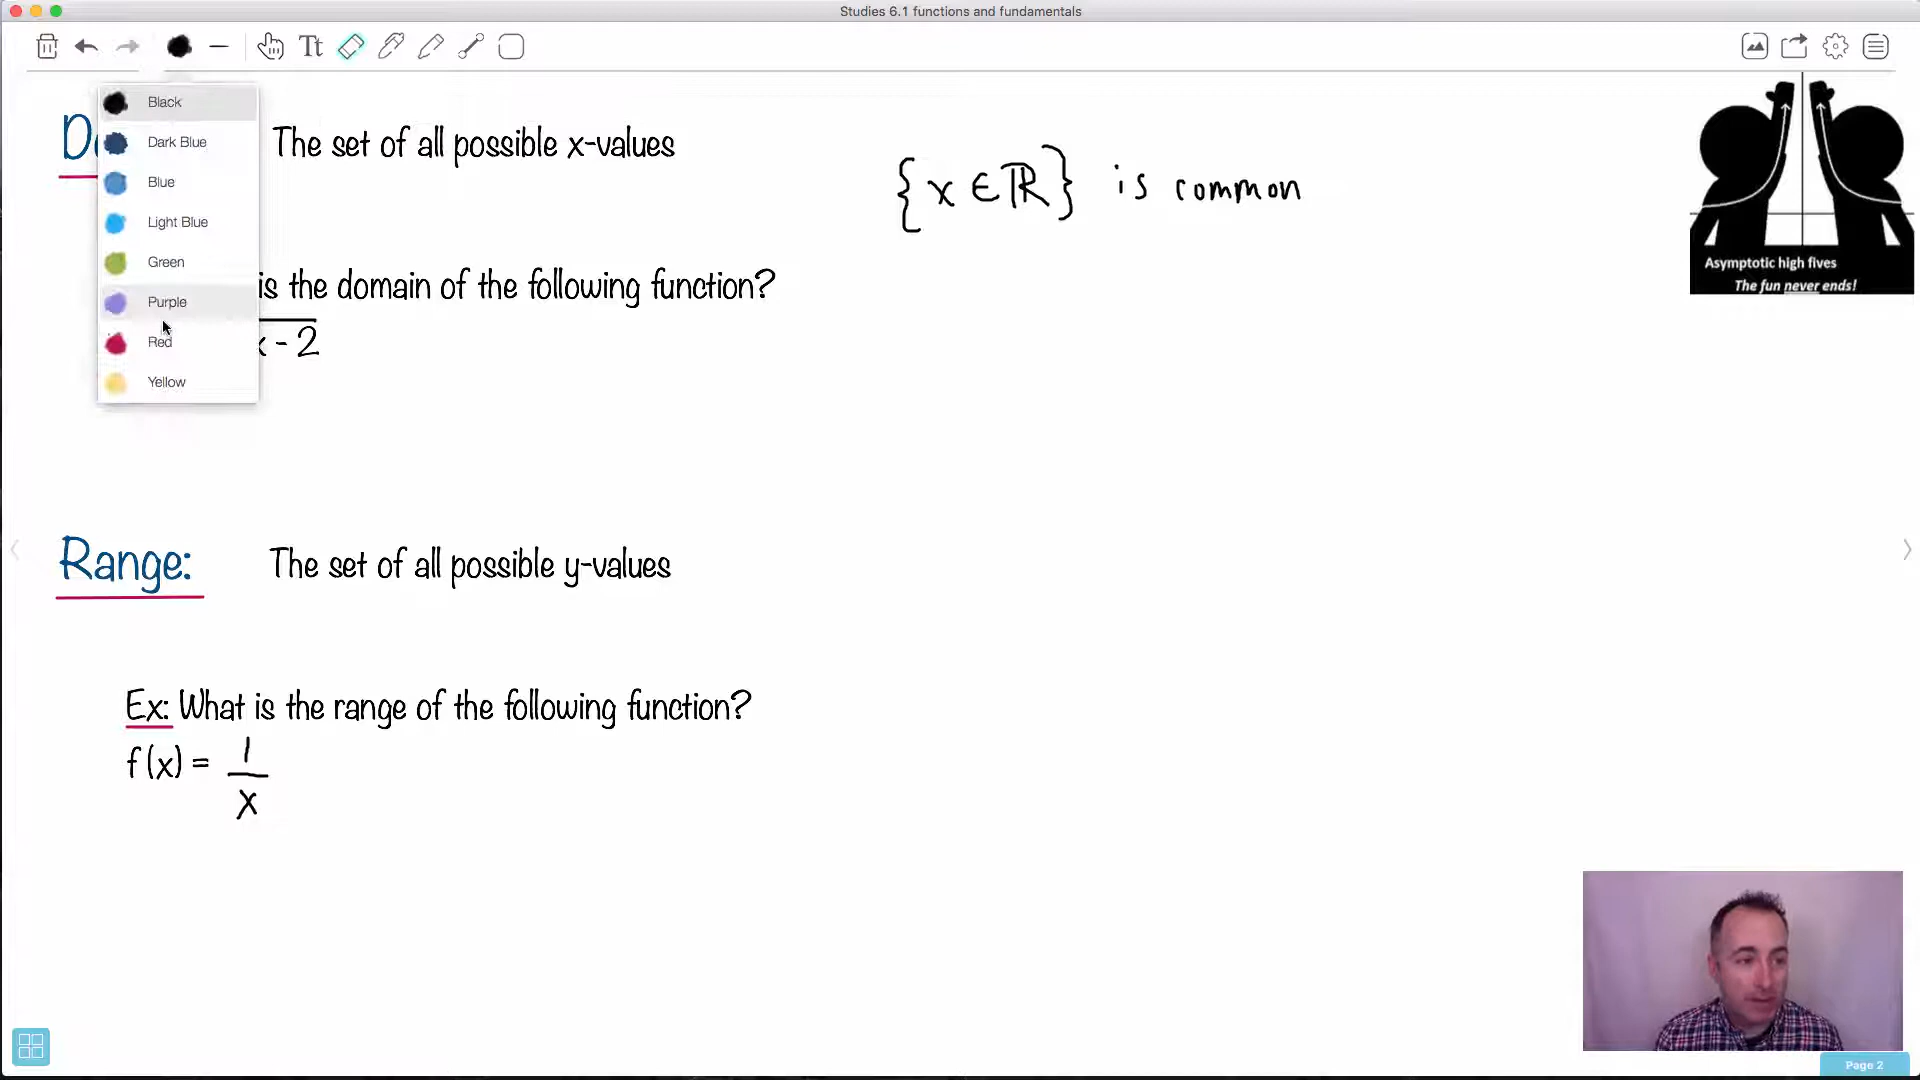 Studies 6.1 functions and fundamentals
Tt
Black
Dark Blue
Blue
Light Blue
Green
Purple
Red
Yellow
The set of all possible x-values
{x ∈ ℝ} is common
Asymptotic high fives
The fun never ends!
is the domain of the following function?
- 2
Range:
The set of all possible y-values
Ex: What is the range of the following function?
f(x) = 1
x
Page 2